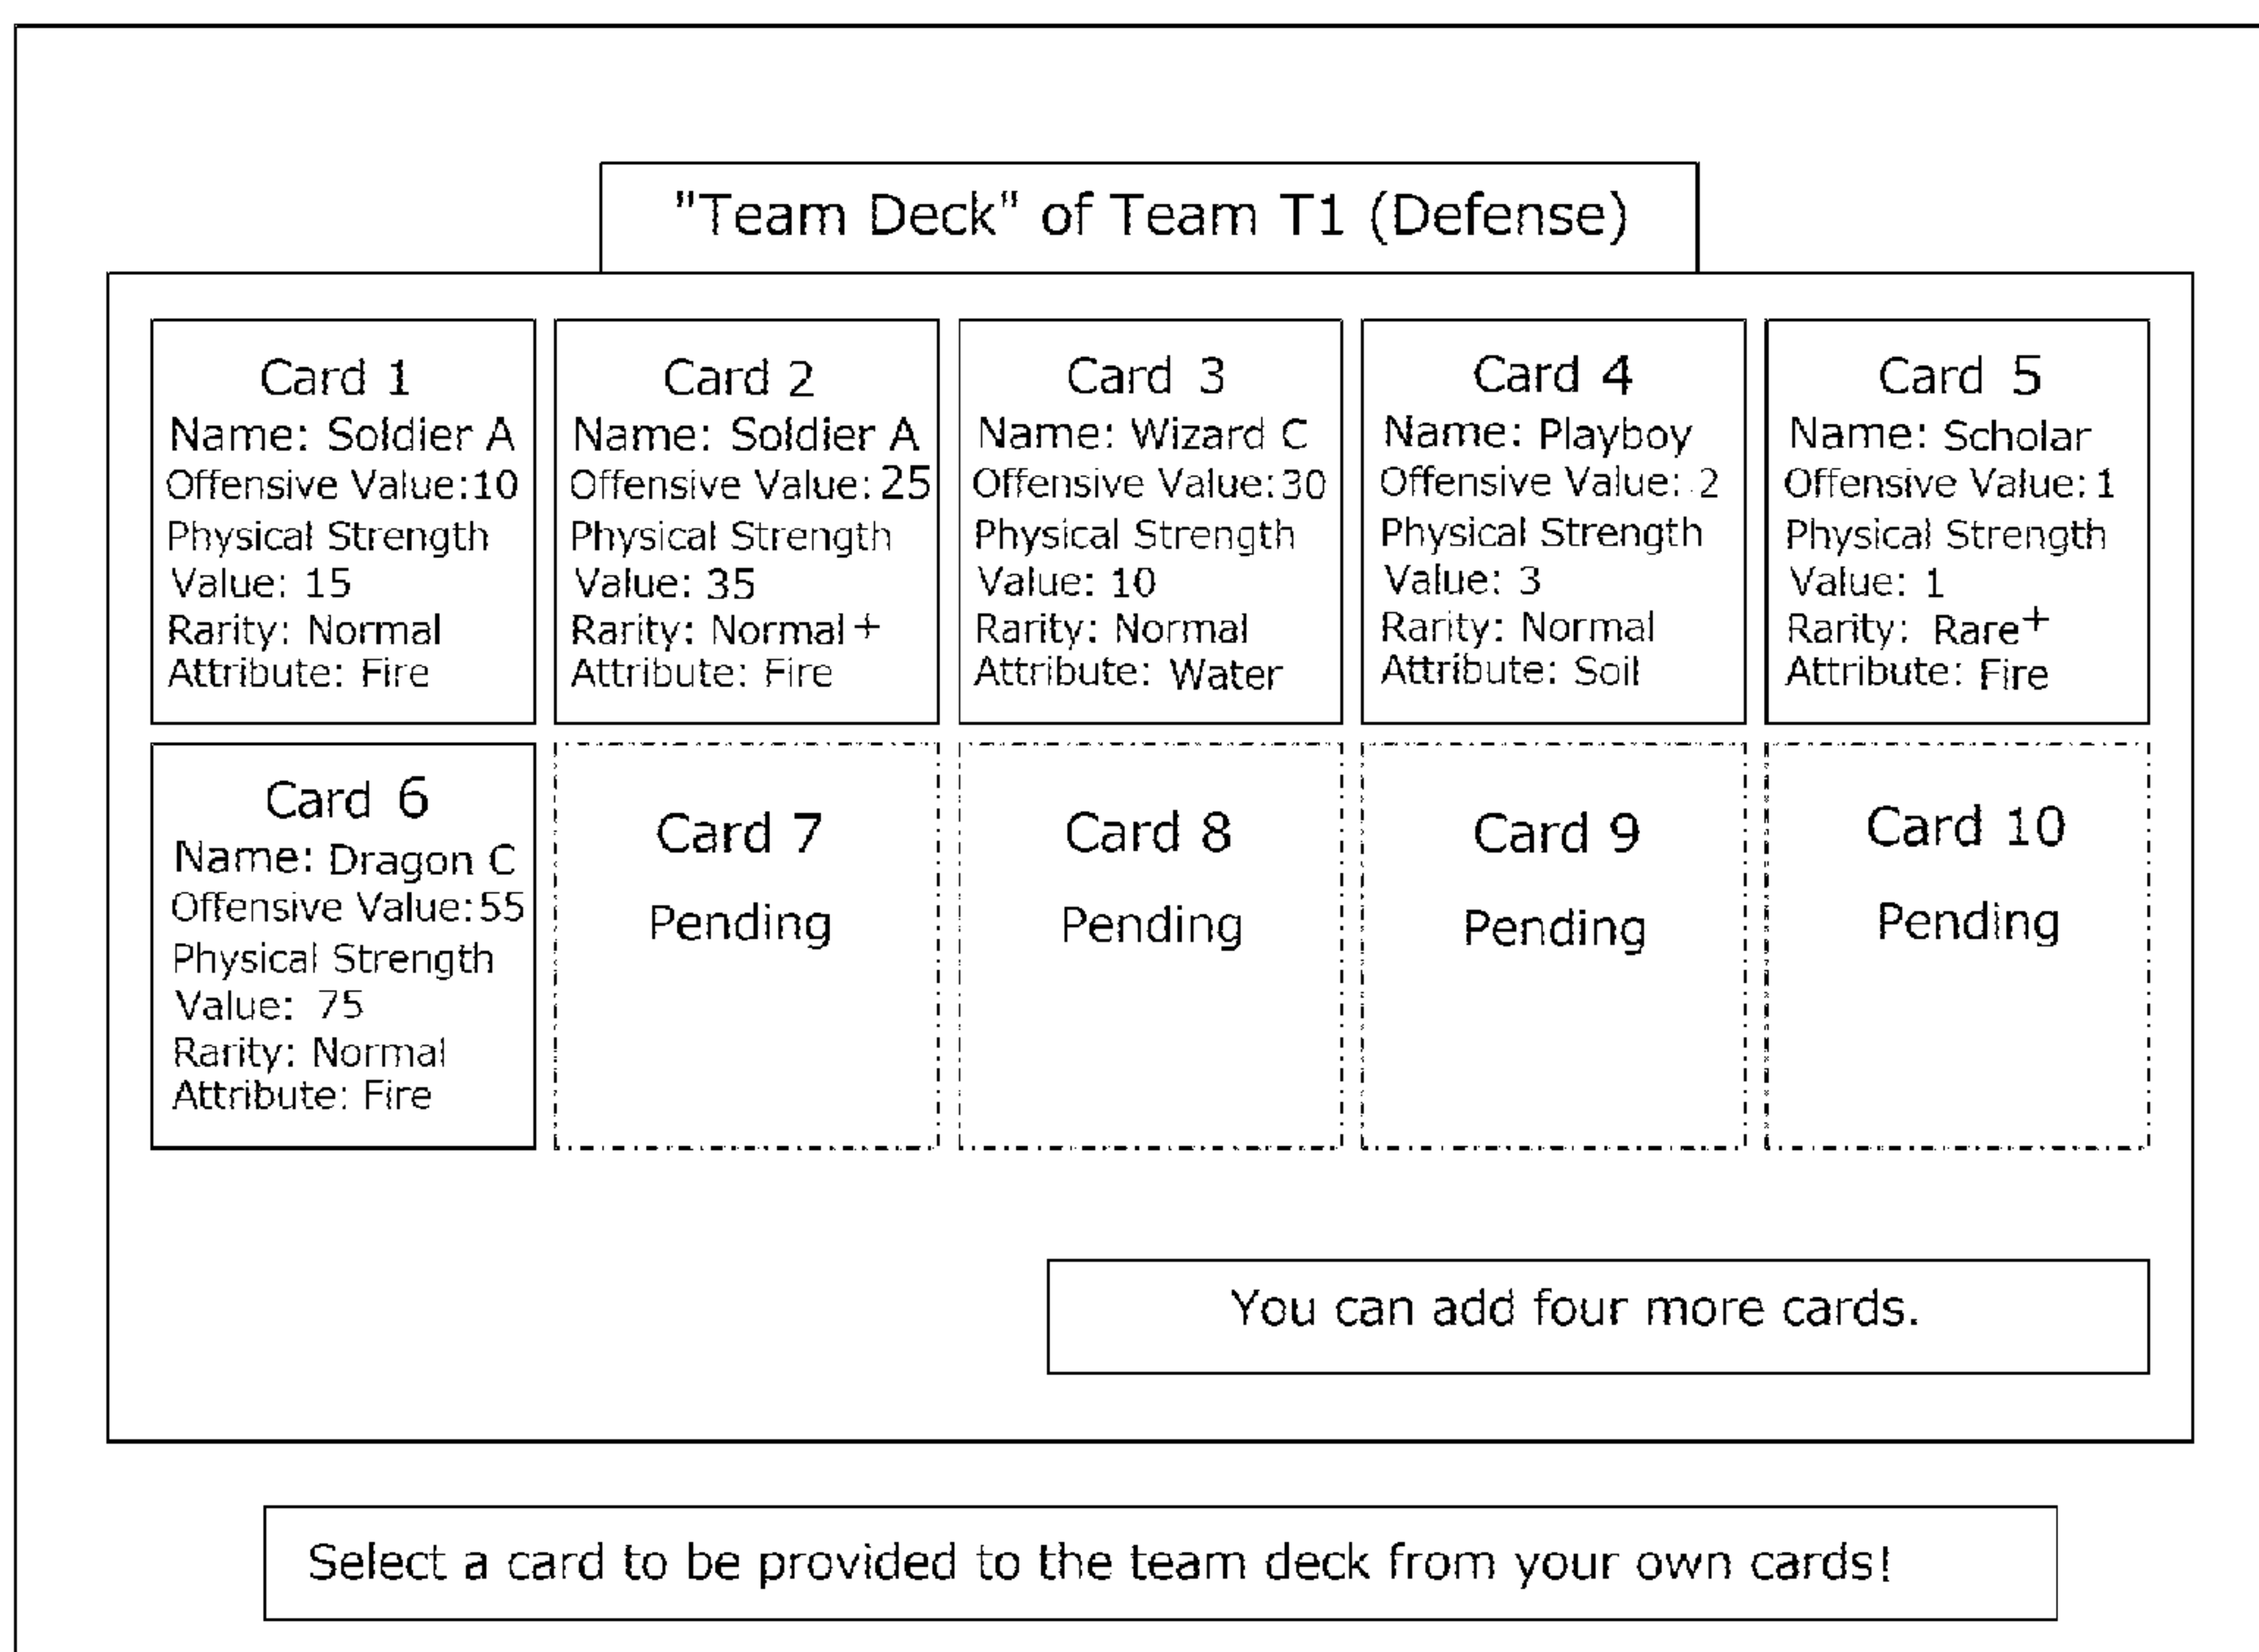 "Team Deck" of Team T1 (Defense)
Card 1
Name: Soldier A
Offensive Value:10
Physical Strength
Value: 15
Rarity: Normal
Attribute: Fire
Card 2
Name: Soldier A
Offensive Value: 25
Physical Strength
Value: 35
Rarity: Normal+
Attribute: Fire
Card 3
Name: Wizard C
Offensive Value:30
Physical Strength
Value: 10
Rarity: Normal
Attribute: Water
Card 4
Name: Playboy
Offensive Value: 2
Physical Strength
Value: 3
Rarity: Normal
Attribute: Soil
Card 5
Name: Scholar
Offensive Value: 1
Physical Strength
Value: 1
Rarity: Rare+
Attribute: Fire
Card 6
Name: Dragon C
Offensive Value:55
Physical Strength
Value: 75
Rarity: Normal
Attribute: Fire
Card 7
Pending
Card 8
Pending
Card 9
Pending
Card 10
Pending
You can add four more cards.
Select a card to be provided to the team deck from your own cards!